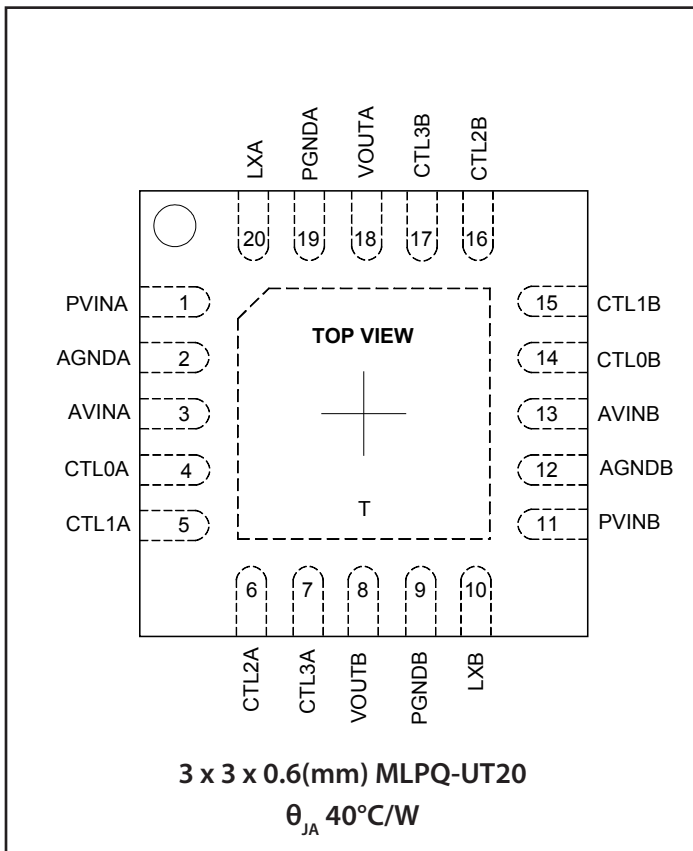 LXA
PGNDA
VOUTA
CTL3B
CTL2B
20
19
18
17
16
PVINA 1
15 CTL1B
TOP VIEW
AGNDA 2
14 CTL0B
AVINA 3
13 AVINB
CTL0A 4
12 AGNDB
T
CTL1A 5
11 PVINB
6
7
8
9
10
CTL2A
CTL3A
VOUTB
PGNDB
LXB
3 x 3 x 0.6(mm) MLPQ-UT20
θJA 40°C/W